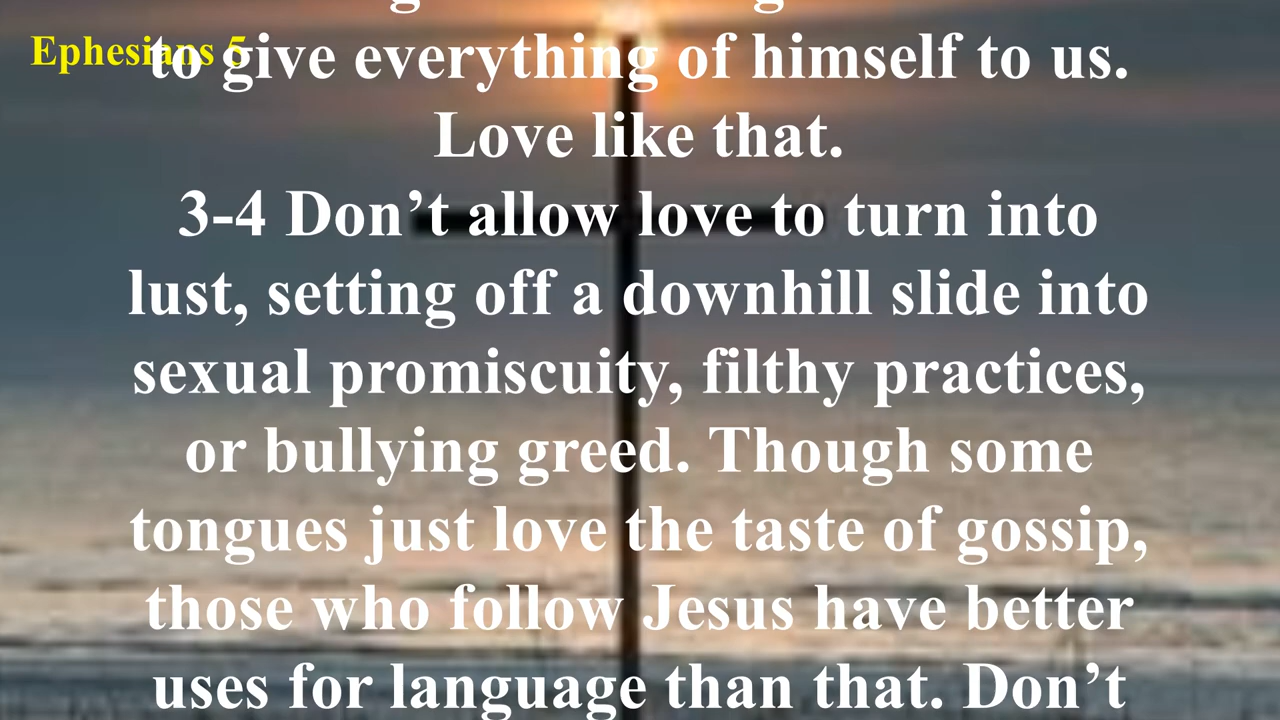 Ephesians 5
to give everything of himself to us.
Love like that.
3-4 Don’t allow love to turn into
lust, setting off a downhill slide into
sexual promiscuity, filthy practices,
or bullying greed. Though some
tongues just love the taste of gossip,
those who follow Jesus have better
uses for language than that. Don’t